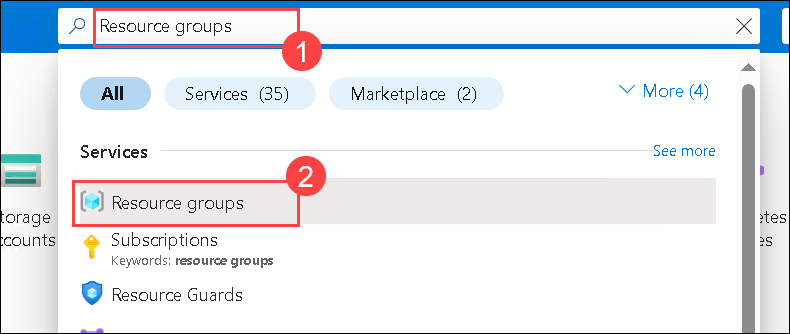 Resource groups
1
All
Services (35)
Marketplace (2)
More (4)
Services
See more
2
Resource groups
Subscriptions
Keywords: resource groups
Resource Guards
torage
ccounts
etes
es